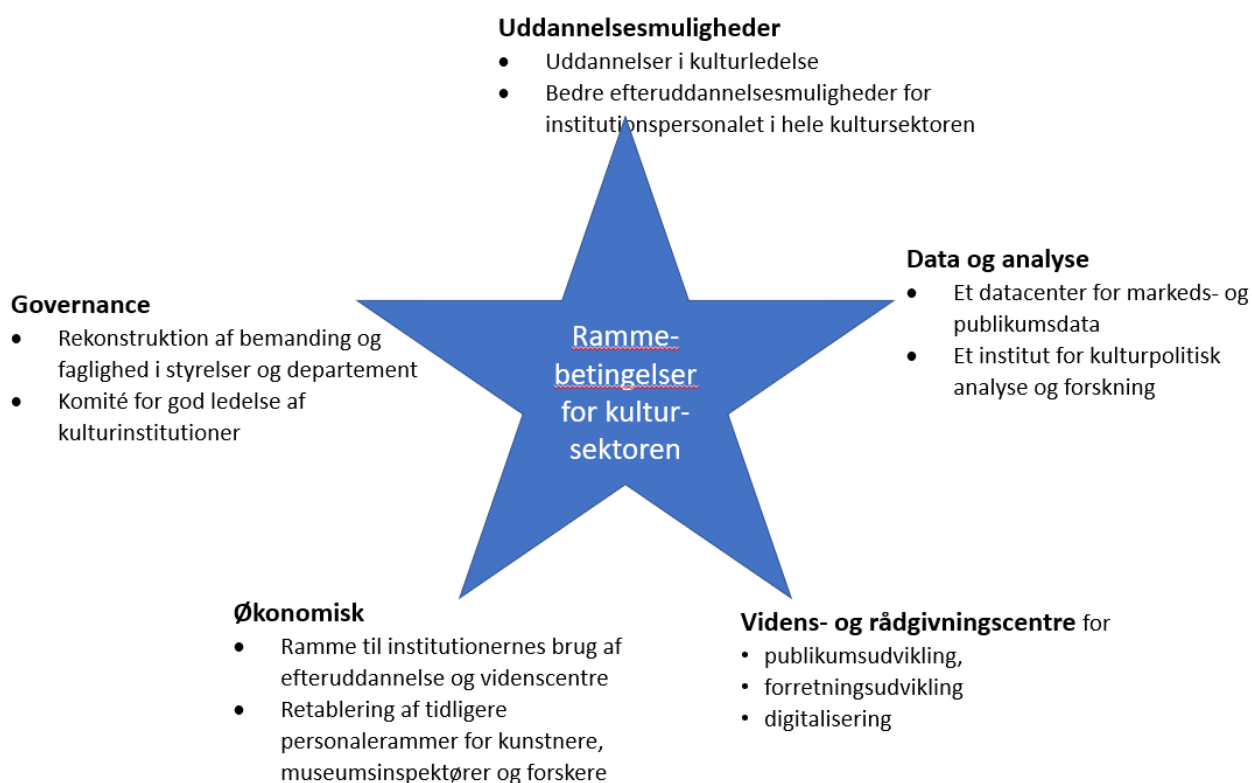 Uddannelsesmuligheder
● Uddannelser i kulturledelse
● Bedre efteruddannelsesmuligheder for
institutionspersonalet i hele kultursektoren
Data og analyse
● Et datacenter for markeds- og
publikumsdata
● Et institut for kulturpolitisk
analyse og forskning
Governance
● Rekonstruktion af bemanding og
faglighed i styrelser og departement
● Komité for god ledelse af
kulturinstitutioner
Ramme-
betingelser
for kultur-
sektoren
Økonomisk
● Ramme til institutionernes brug af
efteruddannelse og videnscentre
● Retablering af tidligere
personalerammer for kunstnere,
museumsinspektører og forskere
Videns- og rådgivningscentre for
• publikumsudvikling,
• forretningsudvikling
• digitalisering